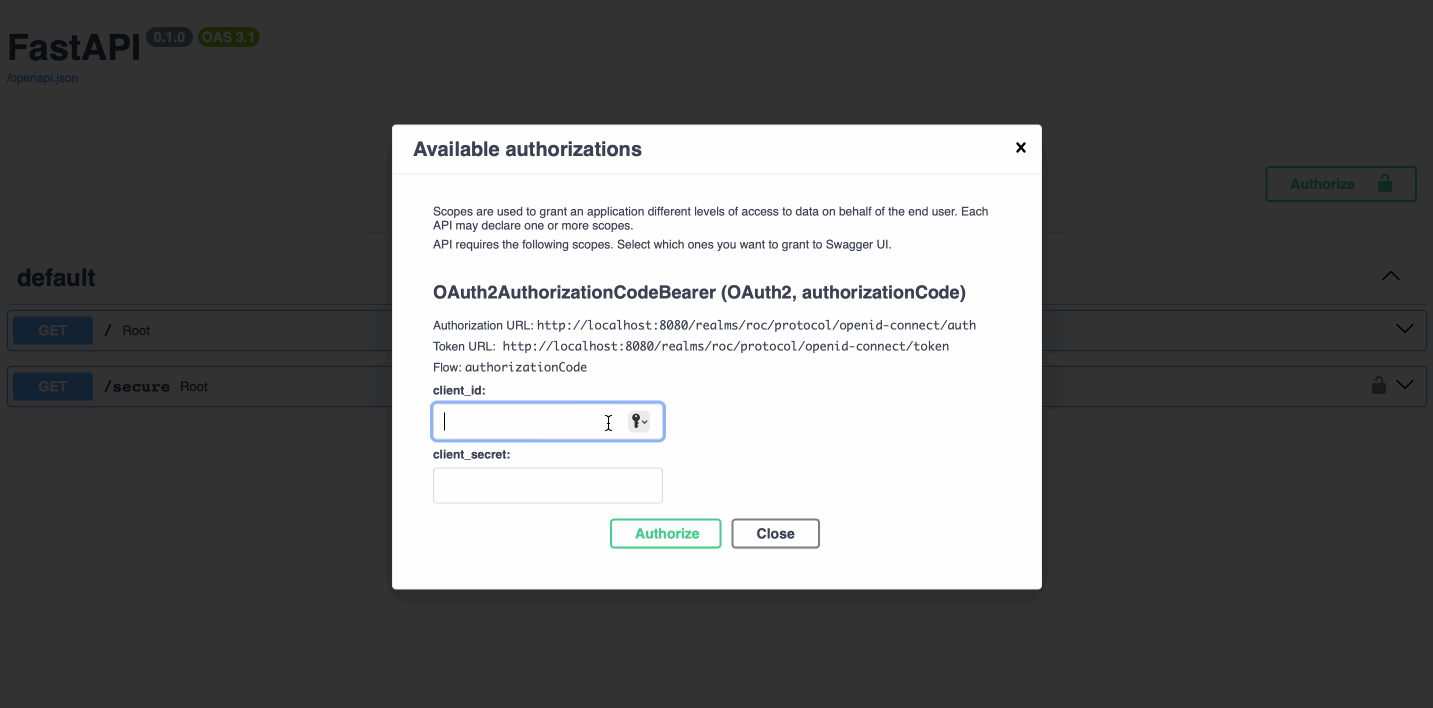 FastAPI 0.1.0 OAS 3.1
/openapi.json
Available authorizations
Authorize
Scopes are used to grant an application different levels of access to data on behalf of the end user. Each
API may declare one or more scopes.
API requires the following scopes. Select which ones you want to grant to Swagger UI.
default
OAuth2AuthorizationCodeBearer (OAuth2, authorizationCode)
Authorization URL: http://localhost:8080/realms/roc/protocol/openid-connect/auth
GET / Root
Token URL: http://localhost:8080/realms/roc/protocol/openid-connect/token
Flow: authorizationCode
GET /secure Root
client_id:
client_secret:
Authorize Close